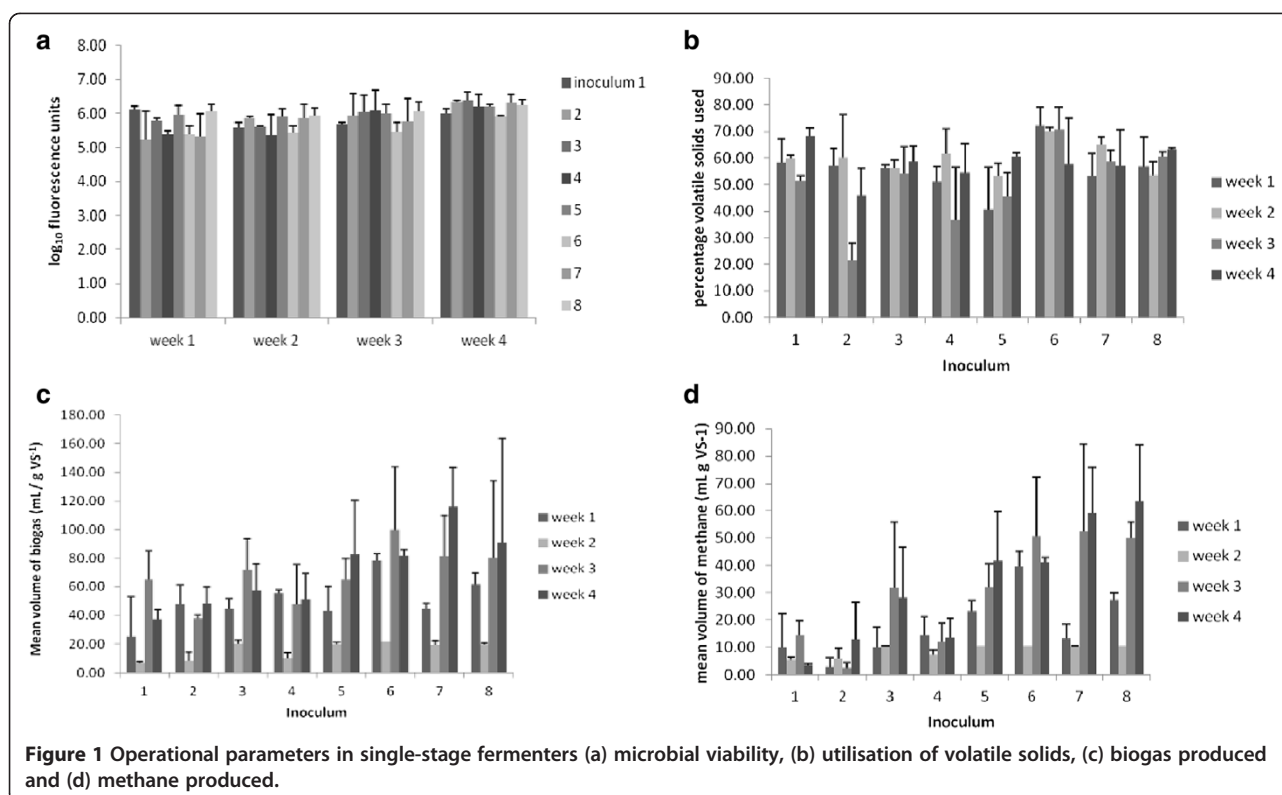 a
8.00
7.00
6.00
5.00
4.00
3.00
2.00
1.00
0.00
log10 fluorescence units
week 1 week 2 week 3 week 4
inoculum 1
2
3
4
5
6
7
8
b
90.00
80.00
70.00
60.00
50.00
40.00
30.00
20.00
10.00
0.00
percentage volatile solids used
1 2 3 4 5 6 7 8
Inoculum
week 1
week 2
week 3
week 4
c
180.00
160.00
140.00
120.00
100.00
80.00
60.00
40.00
20.00
0.00
Mean volume of biogas (mL / g VS-1)
1 2 3 4 5 6 7 8
Inoculum
week 1
week 2
week 3
week 4
d
90.00
80.00
70.00
60.00
50.00
40.00
30.00
20.00
10.00
0.00
mean volume of methane (mL g VS-1)
1 2 3 4 5 6 7 8
Inoculum
week 1
week 2
week 3
week 4
Figure 1 Operational parameters in single-stage fermenters (a) microbial viability, (b) utilisation of volatile solids, (c) biogas produced
and (d) methane produced.